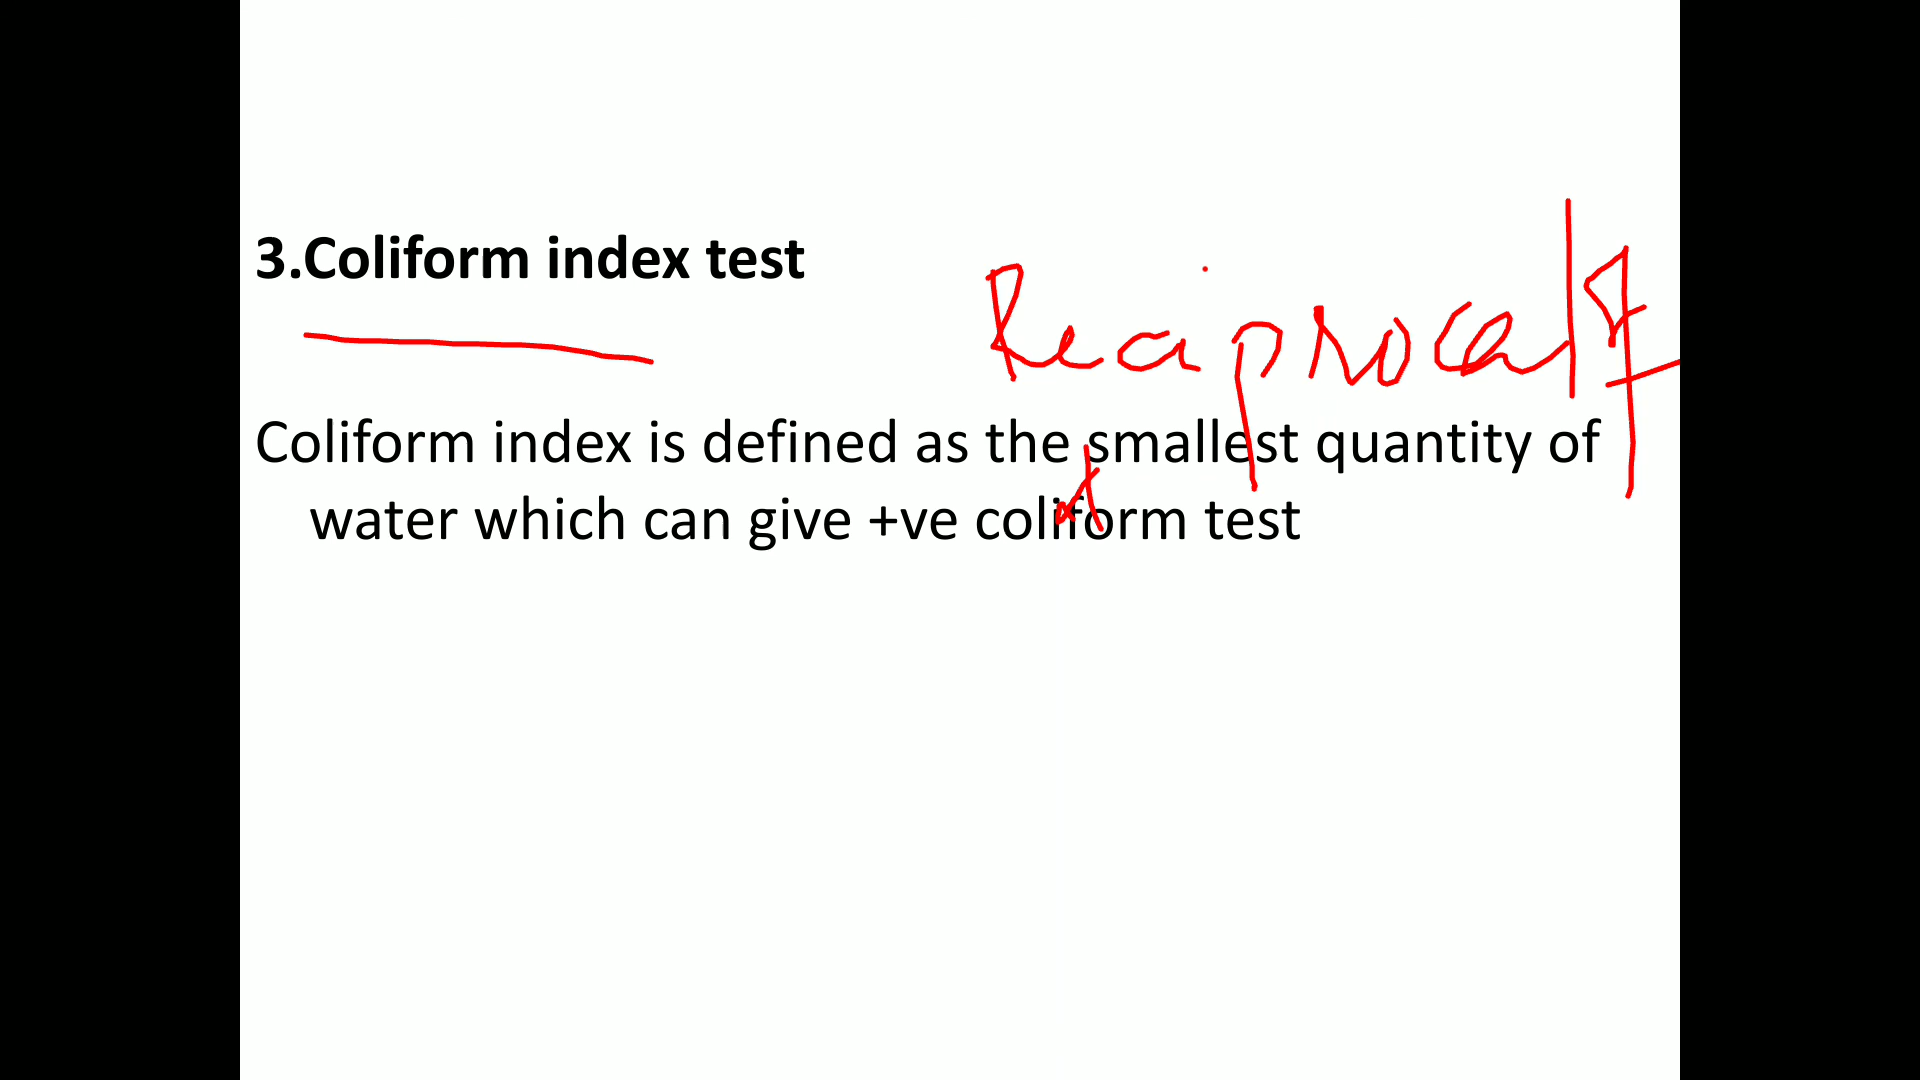 3.Coliform index test
Reciprocal of
Coliform index is defined as the smallest quantity of
water which can give +ve coliform test